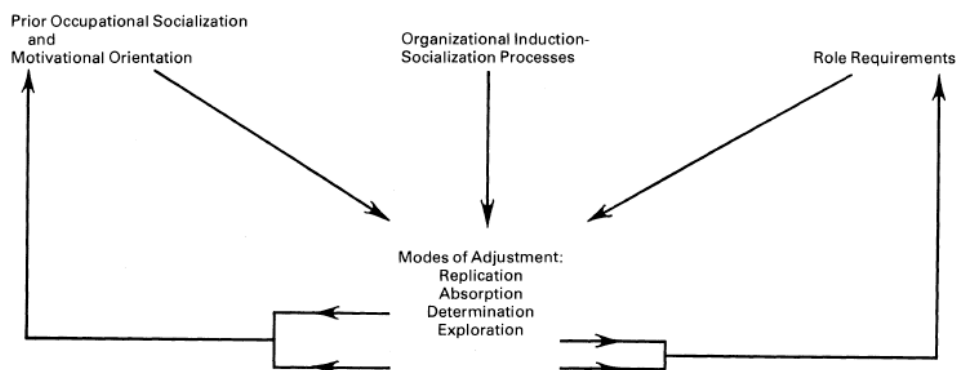 Prior Occupational Socialization
and
Motivational Orientation
Organizational Induction-
Socialization Processes
Role Requirements
Modes of Adjustment:
Replication
Absorption
Determination
Exploration